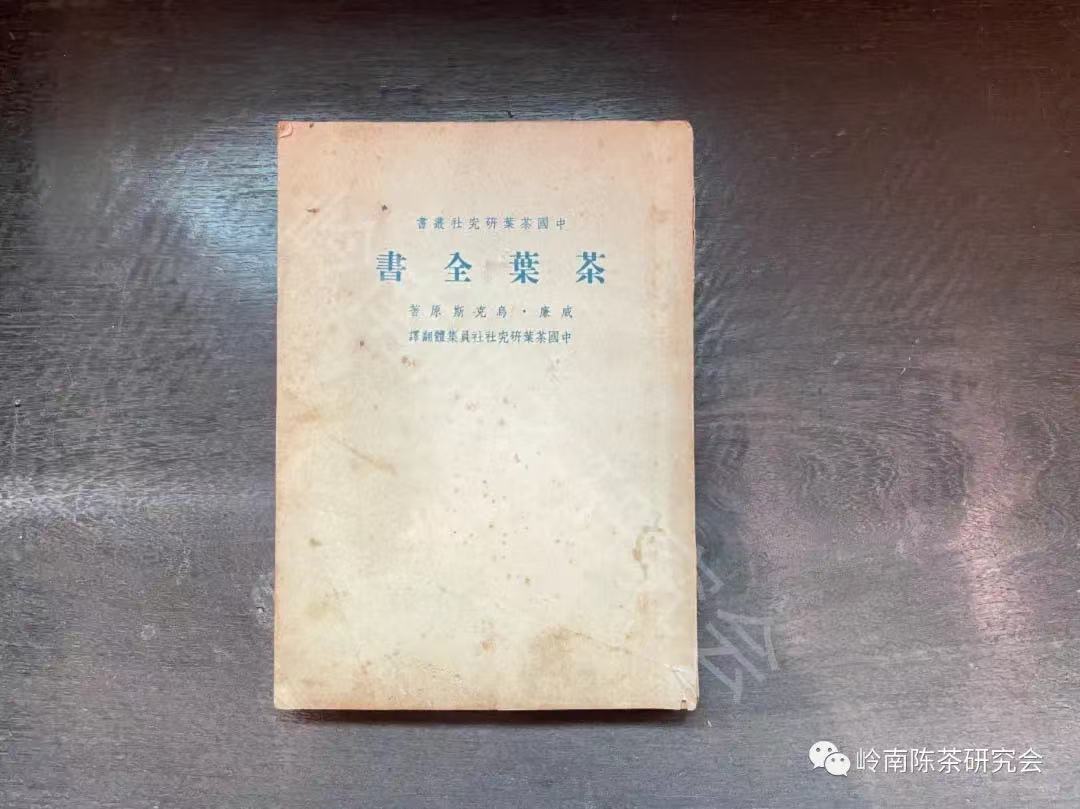 中國茶葉研究社叢書
茶葉全書
威廉·烏克斯原著
中國茶葉研究社社員集體翻譯
岭南陈茶研究会